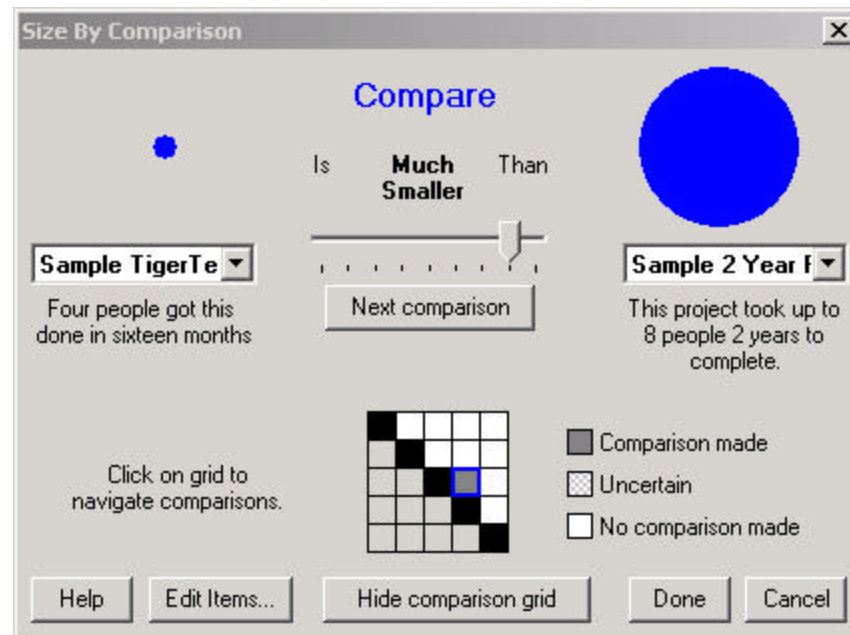 Size By Comparison
Compare
Is Much Than
Smaller
Sample TigerTe
Sample 2 Year
Four people got this
done in sixteen months
Next comparison
This project took up to
8 people 2 years to
complete.
Click on grid to
navigate comparisons.
Comparison made
Uncertain
No comparison made
Help
Edit Items...
Hide comparison grid
Done
Cancel